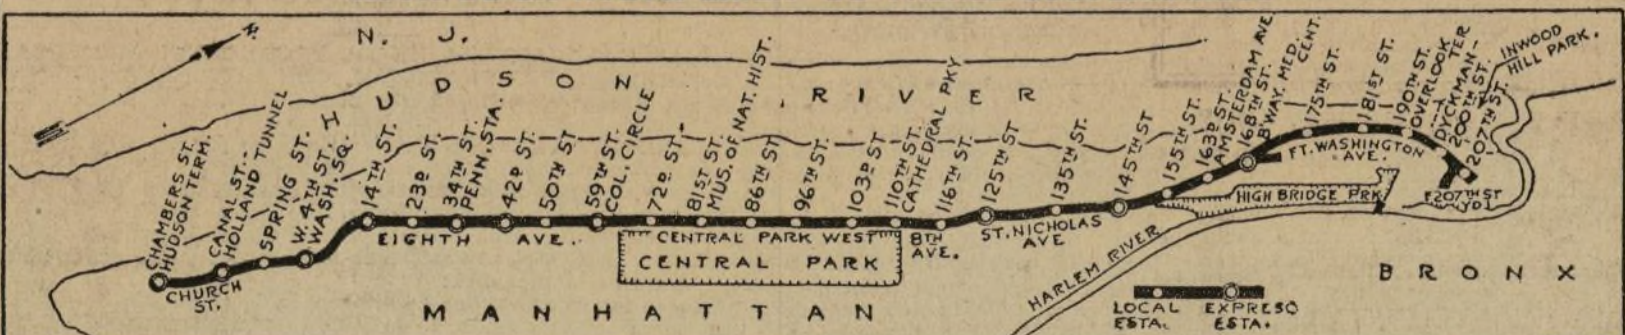 N.
N. J.
HUDSON RIVER
CHAMBERS ST.
HUDSON TERM.
CANAL ST.-
HOLLAND TUNNEL
SPRING ST.
W. 4TH ST.
WASH. SQ.
14TH ST.
23D ST.
34TH ST.
PENN. STA.
42D ST.
50TH ST
59TH ST.
COL. CIRCLE
72D ST.
81ST ST.
MUS. OF NAT. HIST.
86TH ST.
96TH ST.
103D ST
110TH ST.
CATHEDRAL PKY
116TH ST.
125TH ST
135TH ST.
145TH ST
155TH ST.
163D ST.
AMSTERDAM AVE.
168TH ST.
B'WAY. MED.
CENT.
175TH ST.
181ST ST.
190TH ST.
OVERLOOK
TER
DYCKMAN-
200TH ST.
207TH ST.
INWOOD
HILL PARK.
CHURCH
ST.
EIGHTH AVE.
CENTRAL PARK WEST
CENTRAL PARK
8TH
AVE.
ST. NICHOLAS
AVE
FT. WASHINGTON
AVE.
HIGH BRIDGE PRK
207TH ST
HARLEM RIVER
MANHATTAN
BRONX
LOCAL
ESTA.
EXPRESO
ESTA.